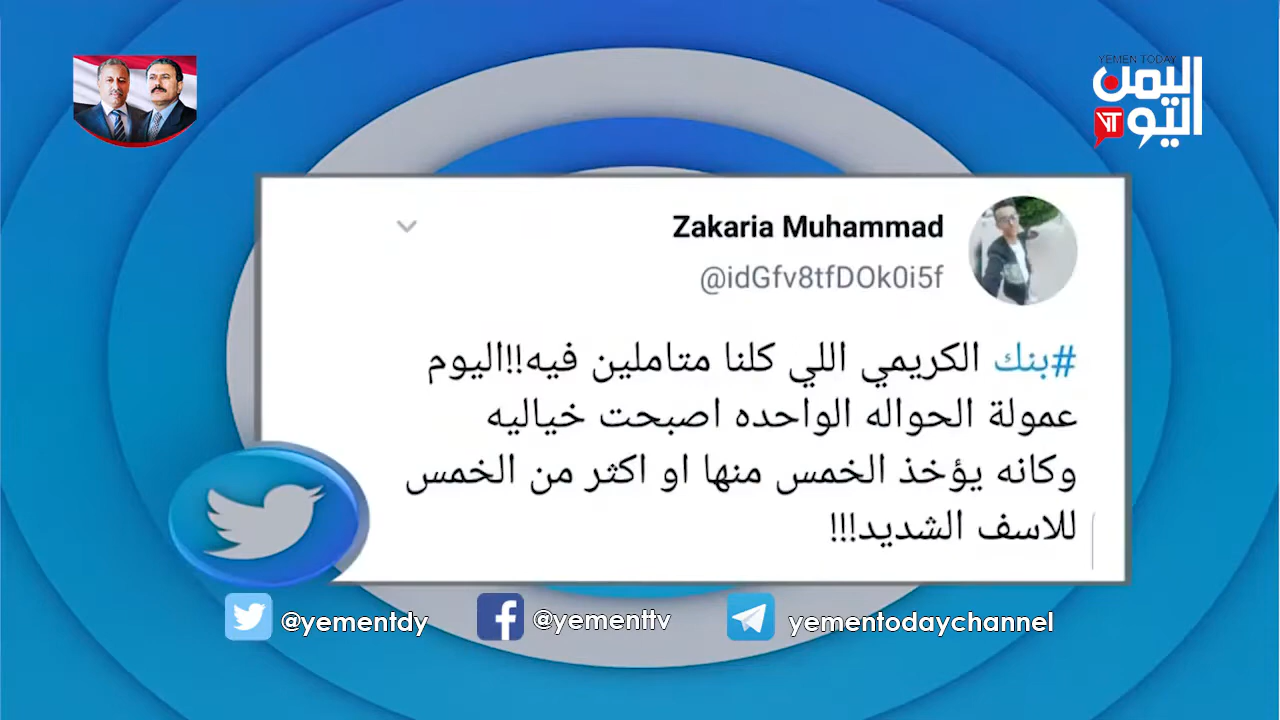 YEMEN TODAY
اليمن
اليوم
Zakaria Muhammad
@idGfv8tfDOk0i5f
#بنك الكريمي اللي كلنا متاملين فيه!!اليوم
عمولة الحواله الواحده اصبحت خياليه
وكانه يؤخذ الخمس منها او اكثر من الخمس
للاسف الشديد!!!
@yementdy @yementtv yementodaychannel